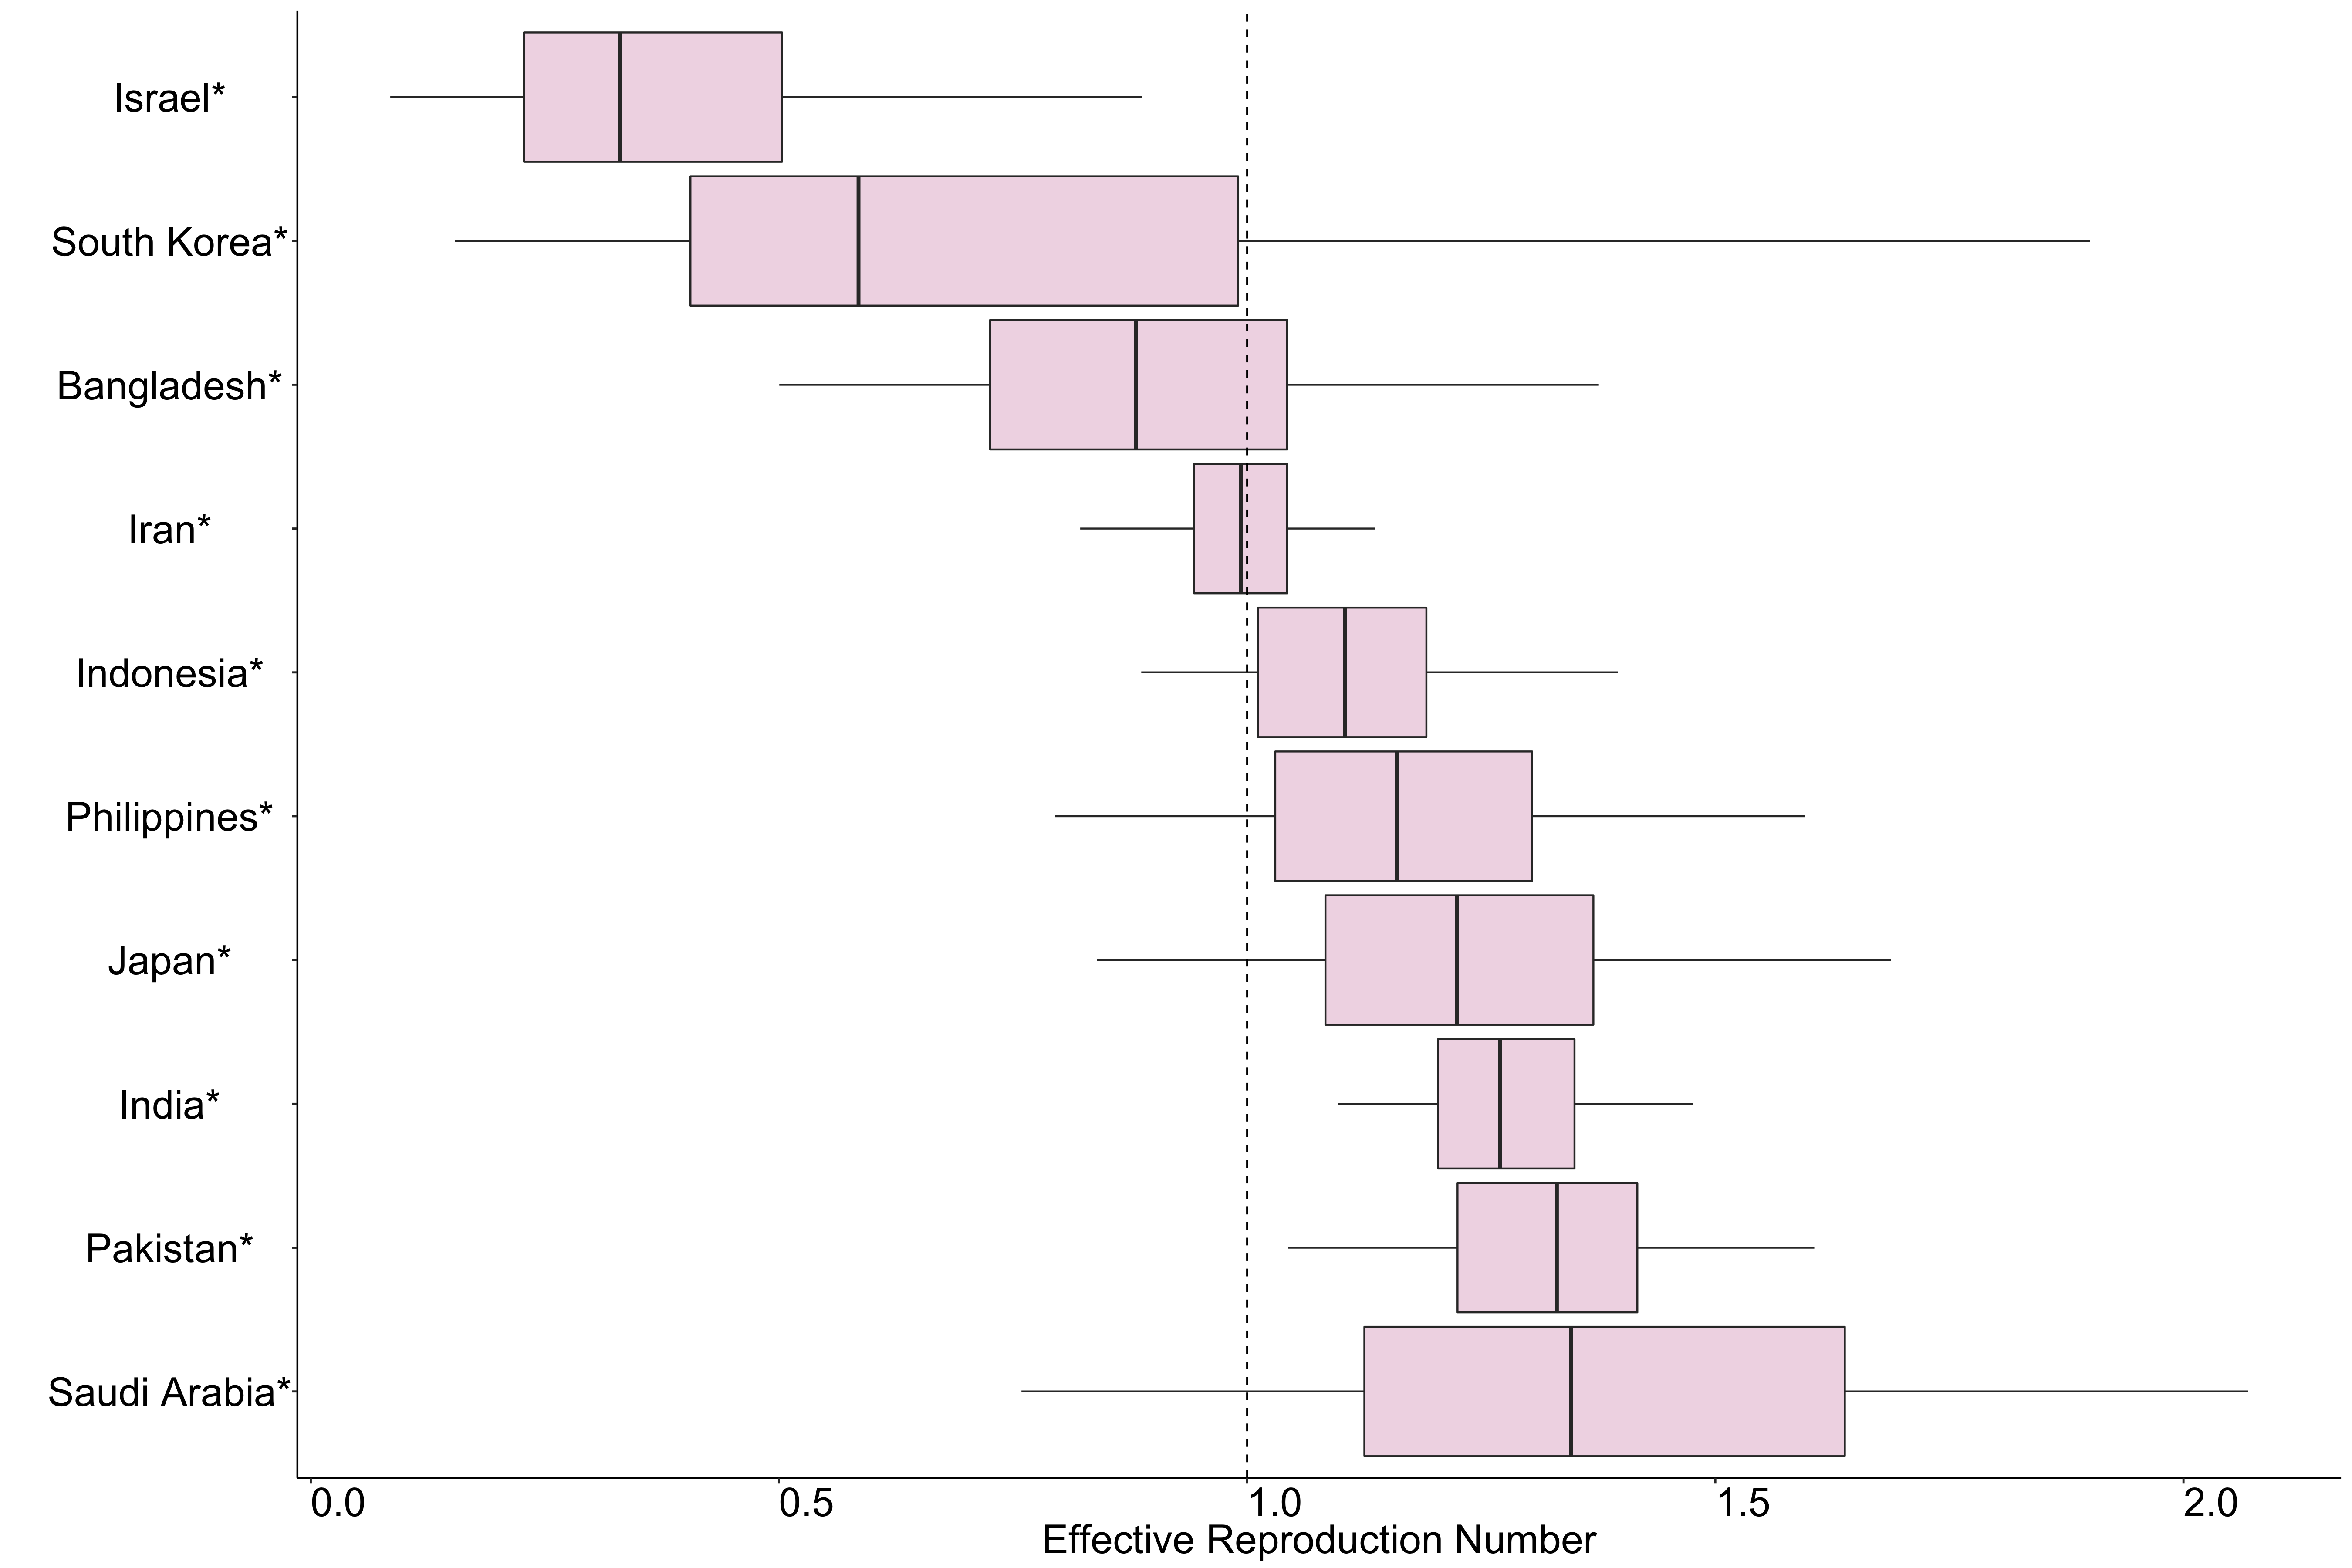 Israel*
South Korea*
Bangladesh*
Iran*
Indonesia*
Philippines*
Japan*
India*
Pakistan*
Saudi Arabia*
0.0 0.5 1.0 1.5 2.0
Effective Reproduction Number